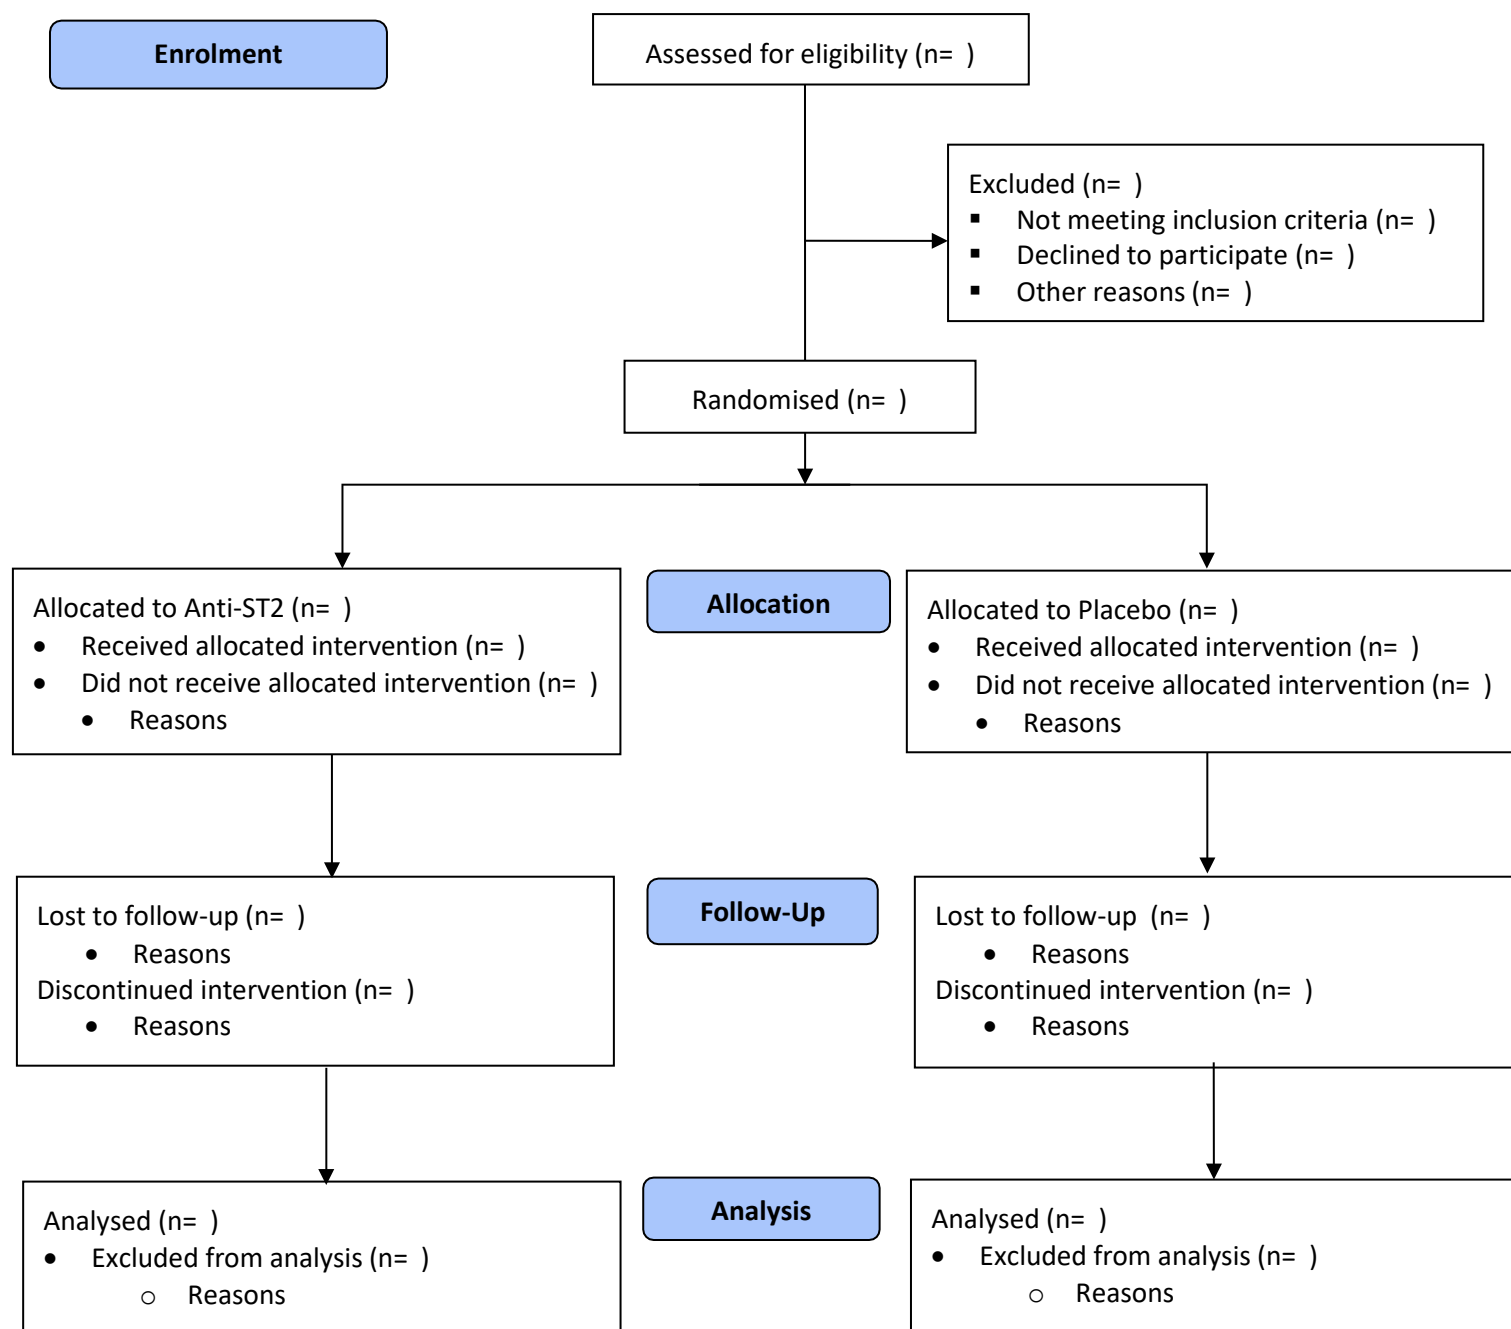 Enrolment
Assessed for eligibility (n=  )
Excluded (n=  )
▪ Not meeting inclusion criteria (n=  )
▪ Declined to participate (n=  )
▪ Other reasons (n=  )
Randomised (n=  )
Allocated to Anti-ST2 (n=  )
• Received allocated intervention (n=  )
• Did not receive allocated intervention (n=  )
• Reasons
Allocation
Allocated to Placebo (n=  )
• Received allocated intervention (n=  )
• Did not receive allocated intervention (n=  )
• Reasons
Lost to follow-up (n=  )
• Reasons
Discontinued intervention (n=  )
• Reasons
Follow-Up
Lost to follow-up  (n=  )
• Reasons
Discontinued intervention (n=  )
• Reasons
Analysed (n=  )
• Excluded from analysis (n=  )
o Reasons
Analysis
Analysed (n=  )
• Excluded from analysis (n=  )
o Reasons